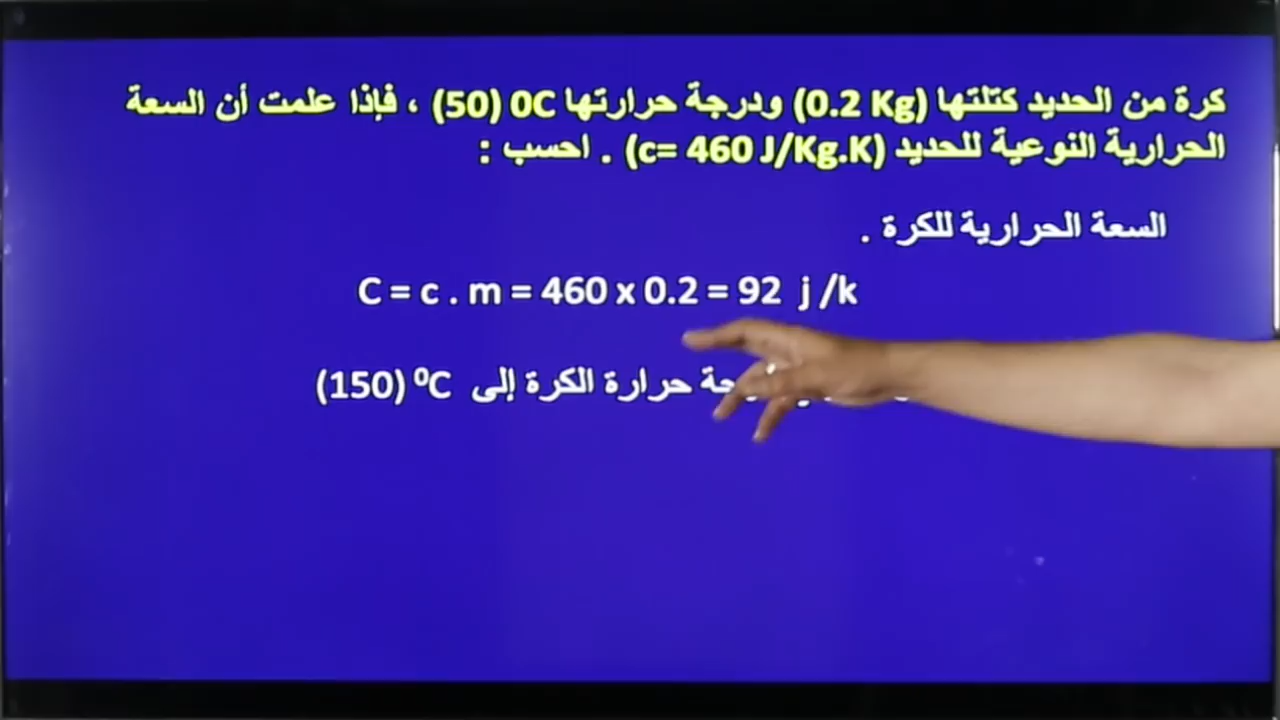 كرة من الحديد كتلتها (0.2 Kg) ودرجة حرارتها 0C (50) ، فإذا علمت أن السعة
الحرارية النوعية للحديد (c= 460 J/Kg.K) . احسب :
السعة الحرارية للكرة .
C = c . m = 460 x 0.2 = 92 j /k
حرارة الكرة إلى ⁰C (150)